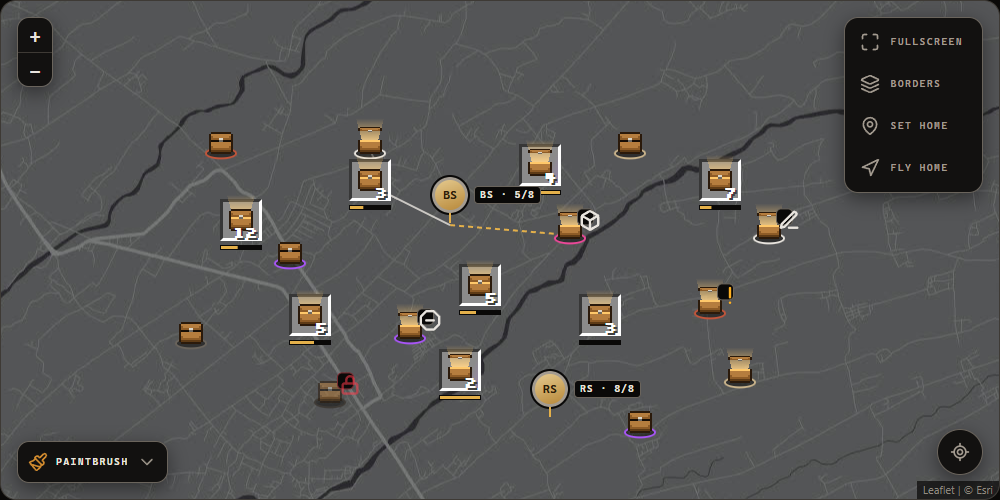 +
−
FULLSCREEN
BORDERS
SET HOME
FLY HOME
3
7
BS
BS · 5/8
12
5
5
3
2
RS
RS · 8/8
PAINTBRUSH
Leaflet | © Esri